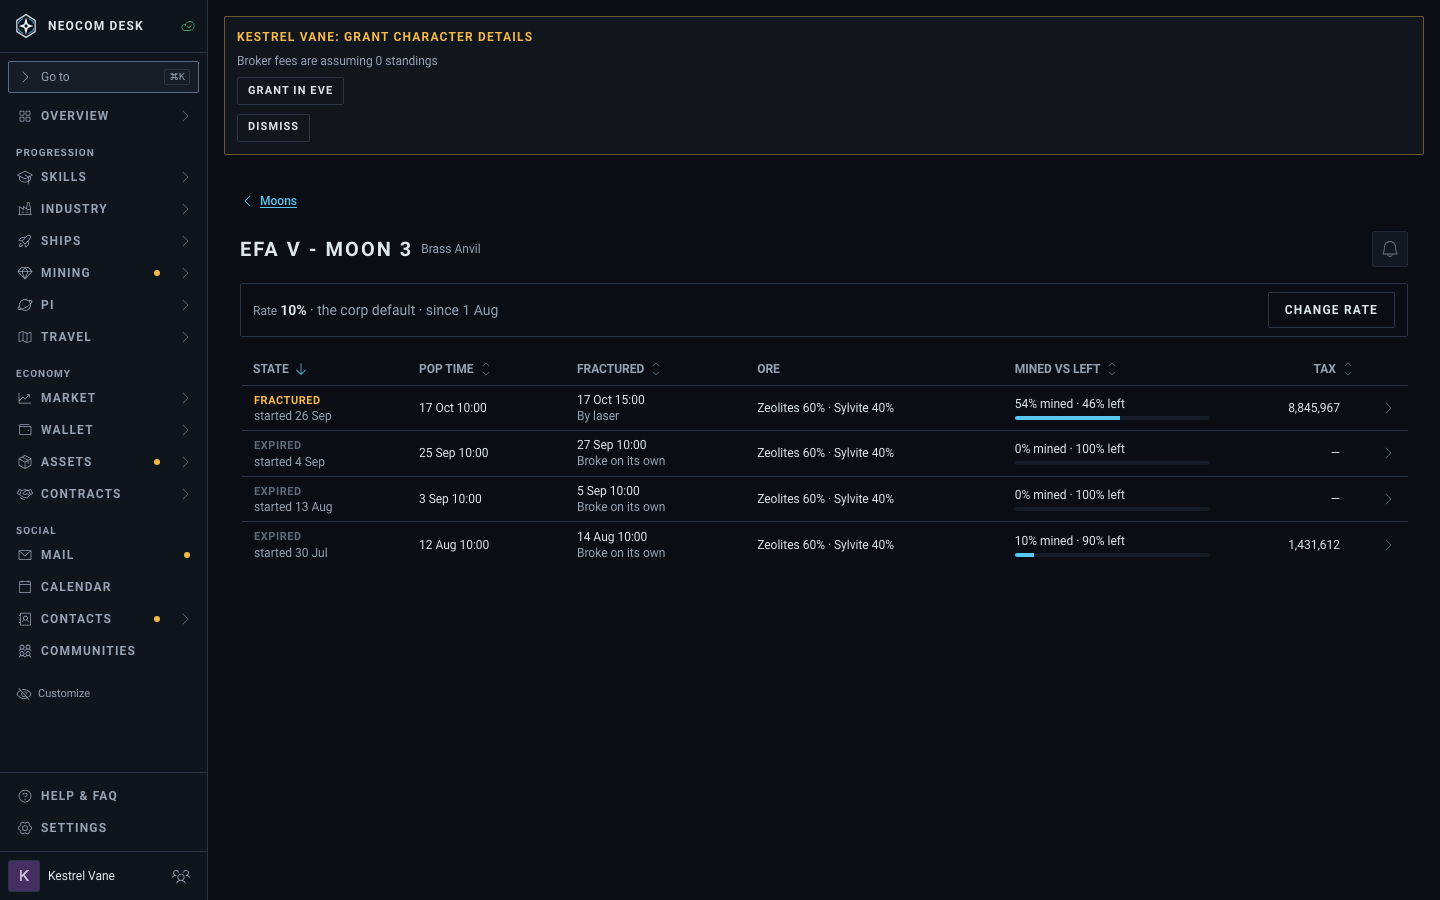 NEOCOM DESK
Go to ⌘K
OVERVIEW
PROGRESSION
SKILLS
INDUSTRY
SHIPS
MINING
PI
TRAVEL
ECONOMY
MARKET
WALLET
ASSETS
CONTRACTS
SOCIAL
MAIL
CALENDAR
CONTACTS
COMMUNITIES
Customize
HELP & FAQ
SETTINGS
K Kestrel Vane
KESTREL VANE: GRANT CHARACTER DETAILS
Broker fees are assuming 0 standings
GRANT IN EVE
DISMISS
Moons
EFA V - MOON 3 Brass Anvil
Rate 10% · the corp default · since 1 Aug CHANGE RATE
STATE POP TIME FRACTURED ORE MINED VS LEFT TAX
FRACTURED
started 26 Sep
17 Oct 10:00
17 Oct 15:00
By laser
Zeolites 60% · Sylvite 40%
54% mined · 46% left
8,845,967
EXPIRED
started 4 Sep
25 Sep 10:00
27 Sep 10:00
Broke on its own
Zeolites 60% · Sylvite 40%
0% mined · 100% left
–
EXPIRED
started 13 Aug
3 Sep 10:00
5 Sep 10:00
Broke on its own
Zeolites 60% · Sylvite 40%
0% mined · 100% left
–
EXPIRED
started 30 Jul
12 Aug 10:00
14 Aug 10:00
Broke on its own
Zeolites 60% · Sylvite 40%
10% mined · 90% left
1,431,612